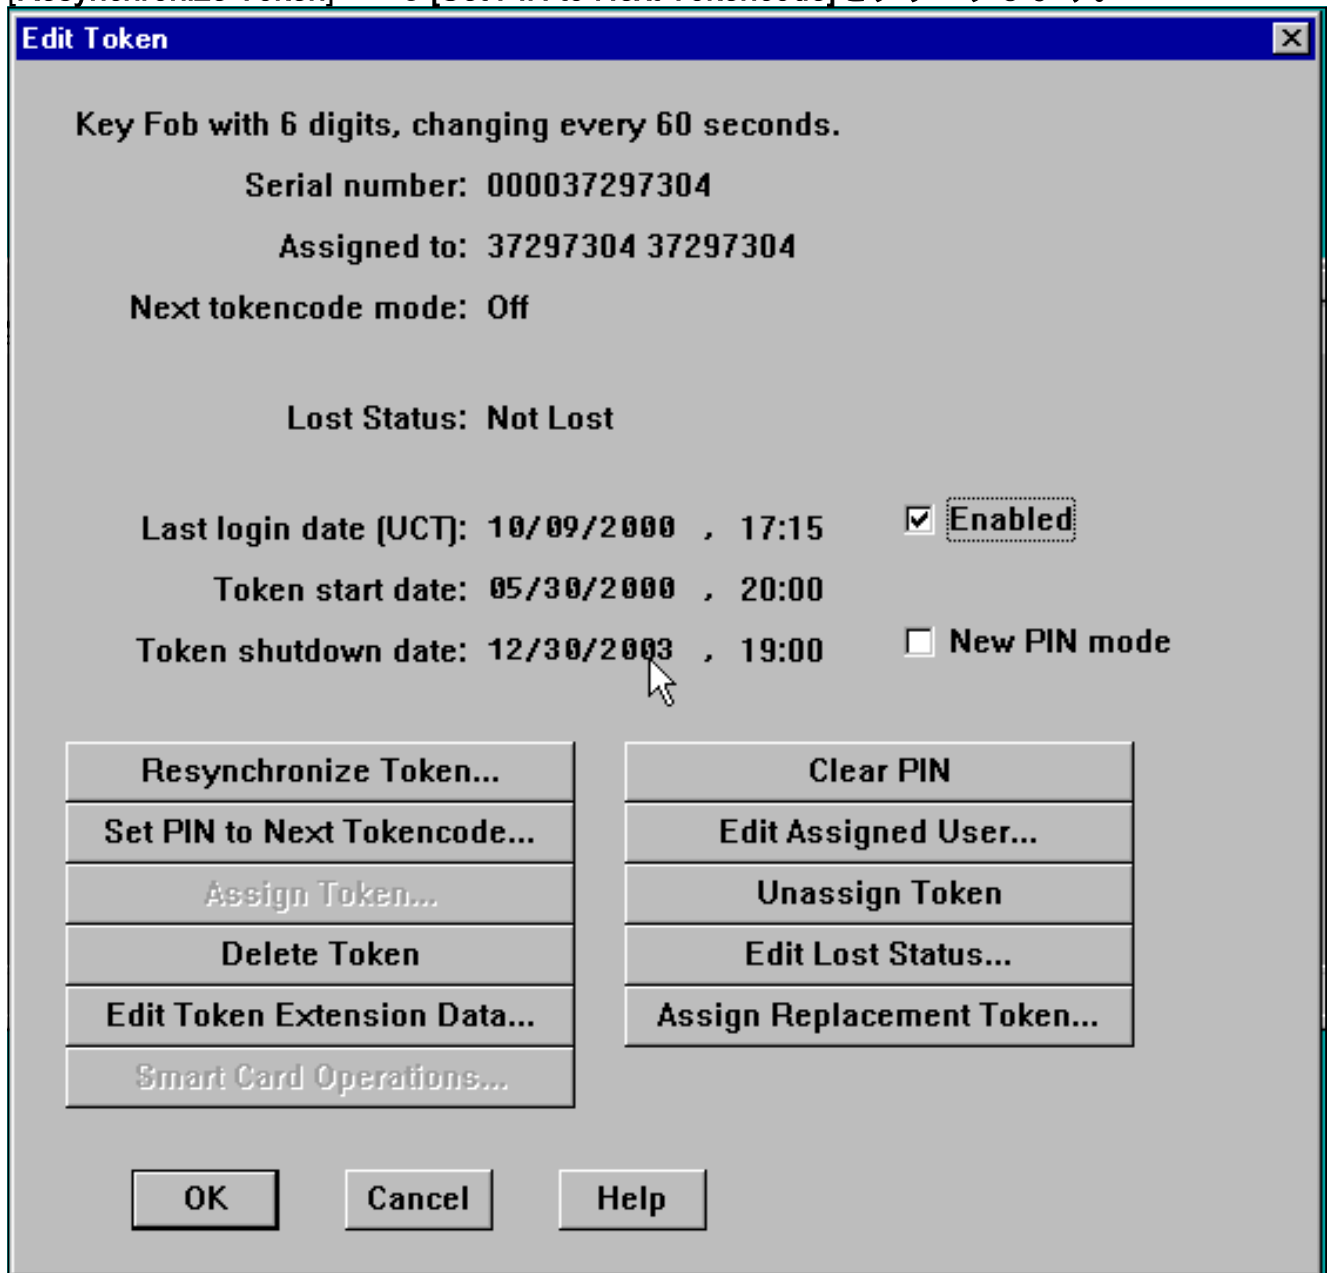 Edit Token
Key Fob with 6 digits, changing every 60 seconds.
Serial number: 000037297304
Assigned to: 37297304 37297304
Next tokencode mode: Off
Lost Status: Not Lost
Last login date (UCT): 10/09/2000 , 17:15
Enabled
Token start date: 05/30/2000 , 20:00
Token shutdown date: 12/30/2003 , 19:00
New PIN mode
Resynchronize Token...
Clear PIN
Set PIN to Next Tokencode...
Edit Assigned User...
Assign Token...
Unassign Token
Delete Token
Edit Lost Status...
Edit Token Extension Data...
Assign Replacement Token...
Smart Card Operations...
OK
Cancel
Help